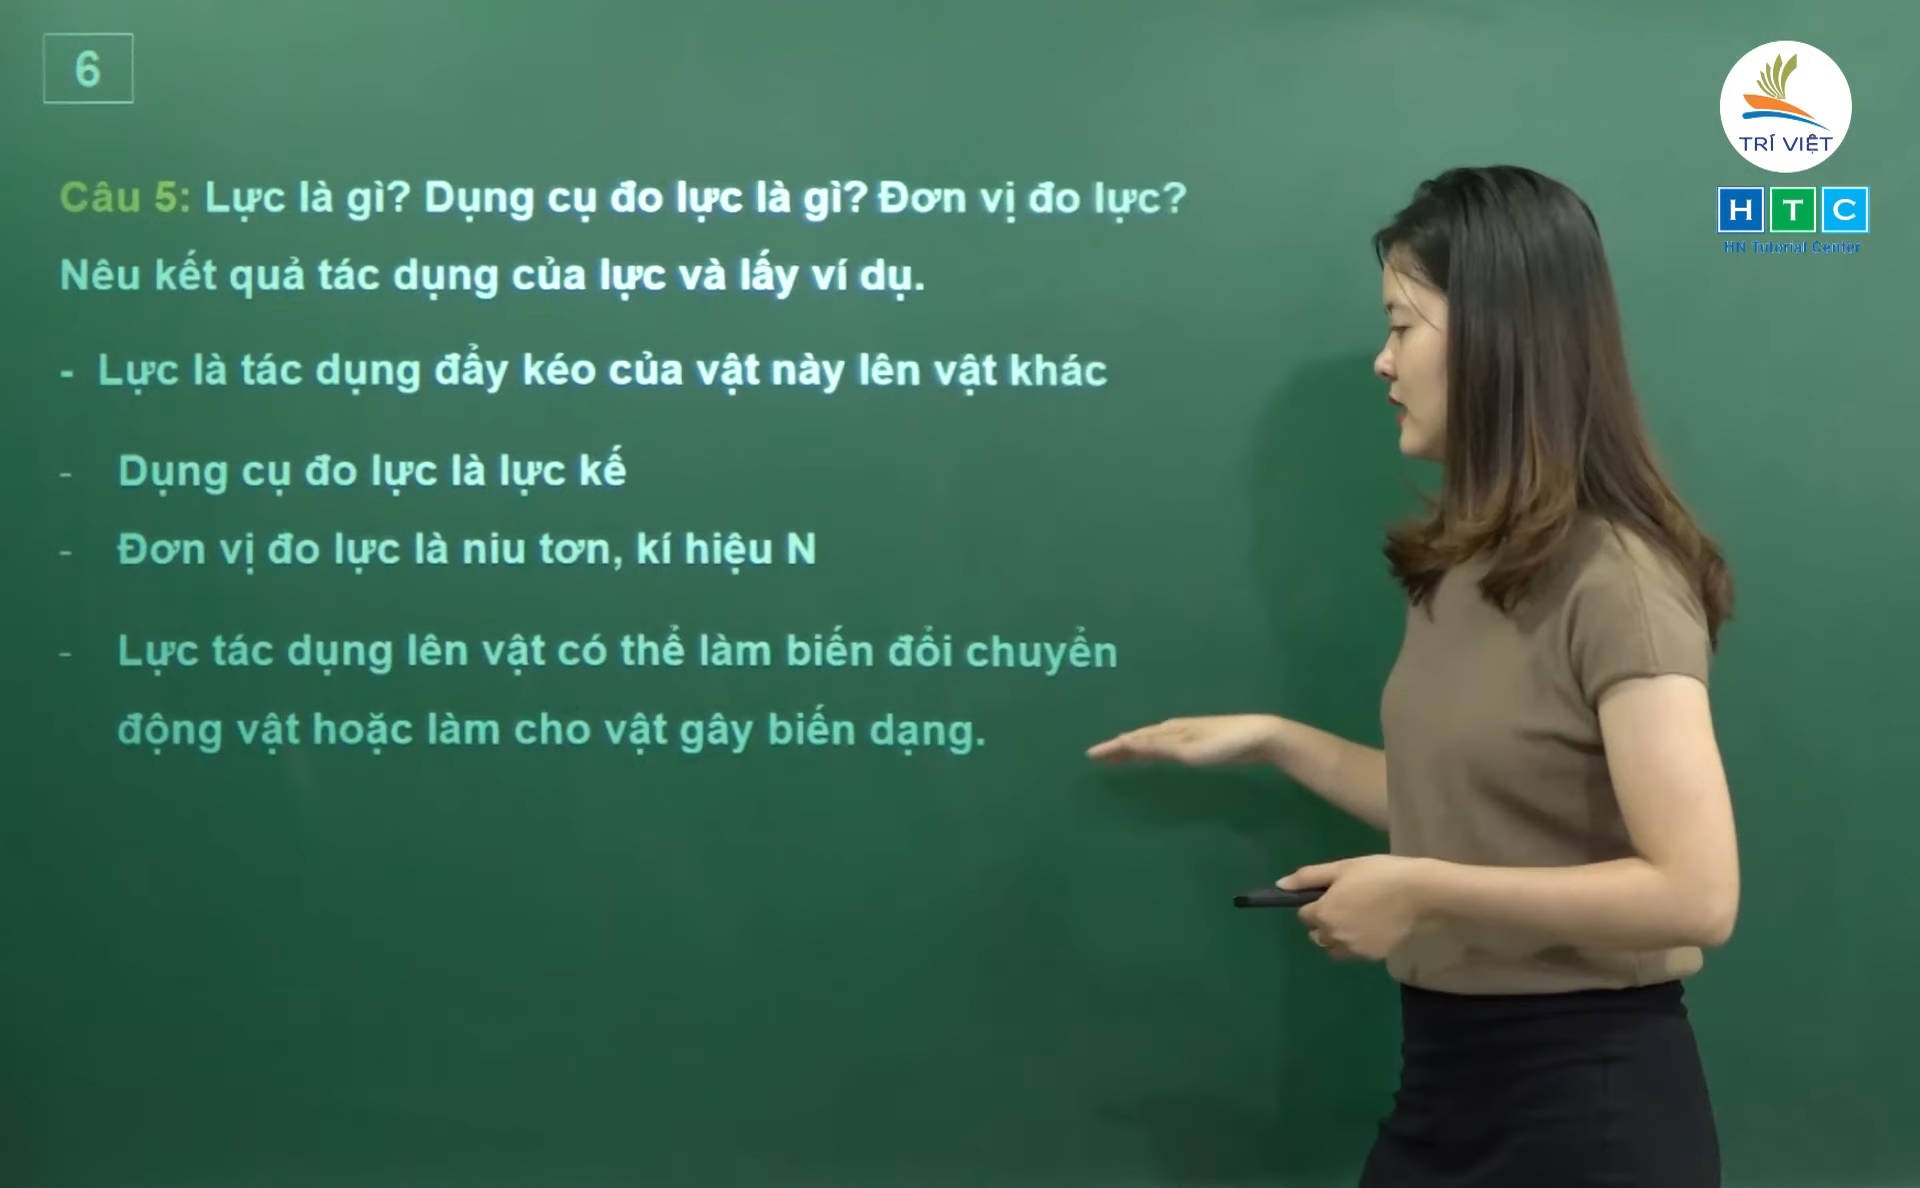 6
TRÍ VIỆT
H T C
HN Tutorial Center
Câu 5: Lực là gì? Dụng cụ đo lực là gì? Đơn vị đo lực?
Nêu kết quả tác dụng của lực và lấy ví dụ.
- Lực là tác dụng đẩy kéo của vật này lên vật khác
- Dụng cụ đo lực là lực kế
- Đơn vị đo lực là niu tơn, kí hiệu N
- Lực tác dụng lên vật có thể làm biến đổi chuyển
động vật hoặc làm cho vật gây biến dạng.